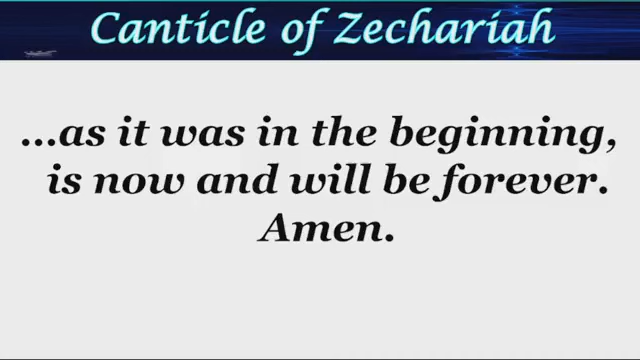 Canticle of Zechariah
...as it was in the beginning,
is now and will be forever.
Amen.